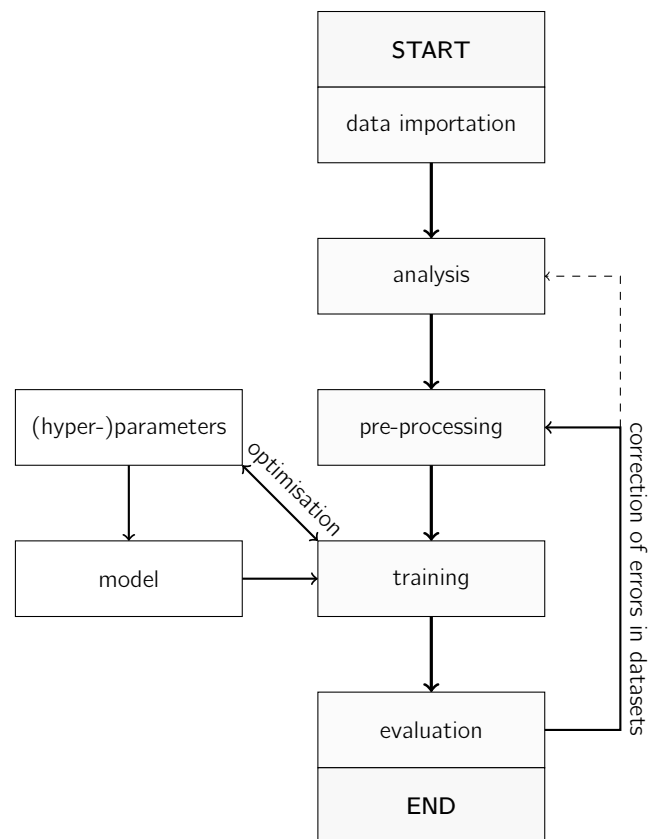 START
data importation
analysis
(hyper-)parameters
pre-processing
optimisation
correction of errors in datasets
model
training
evaluation
END